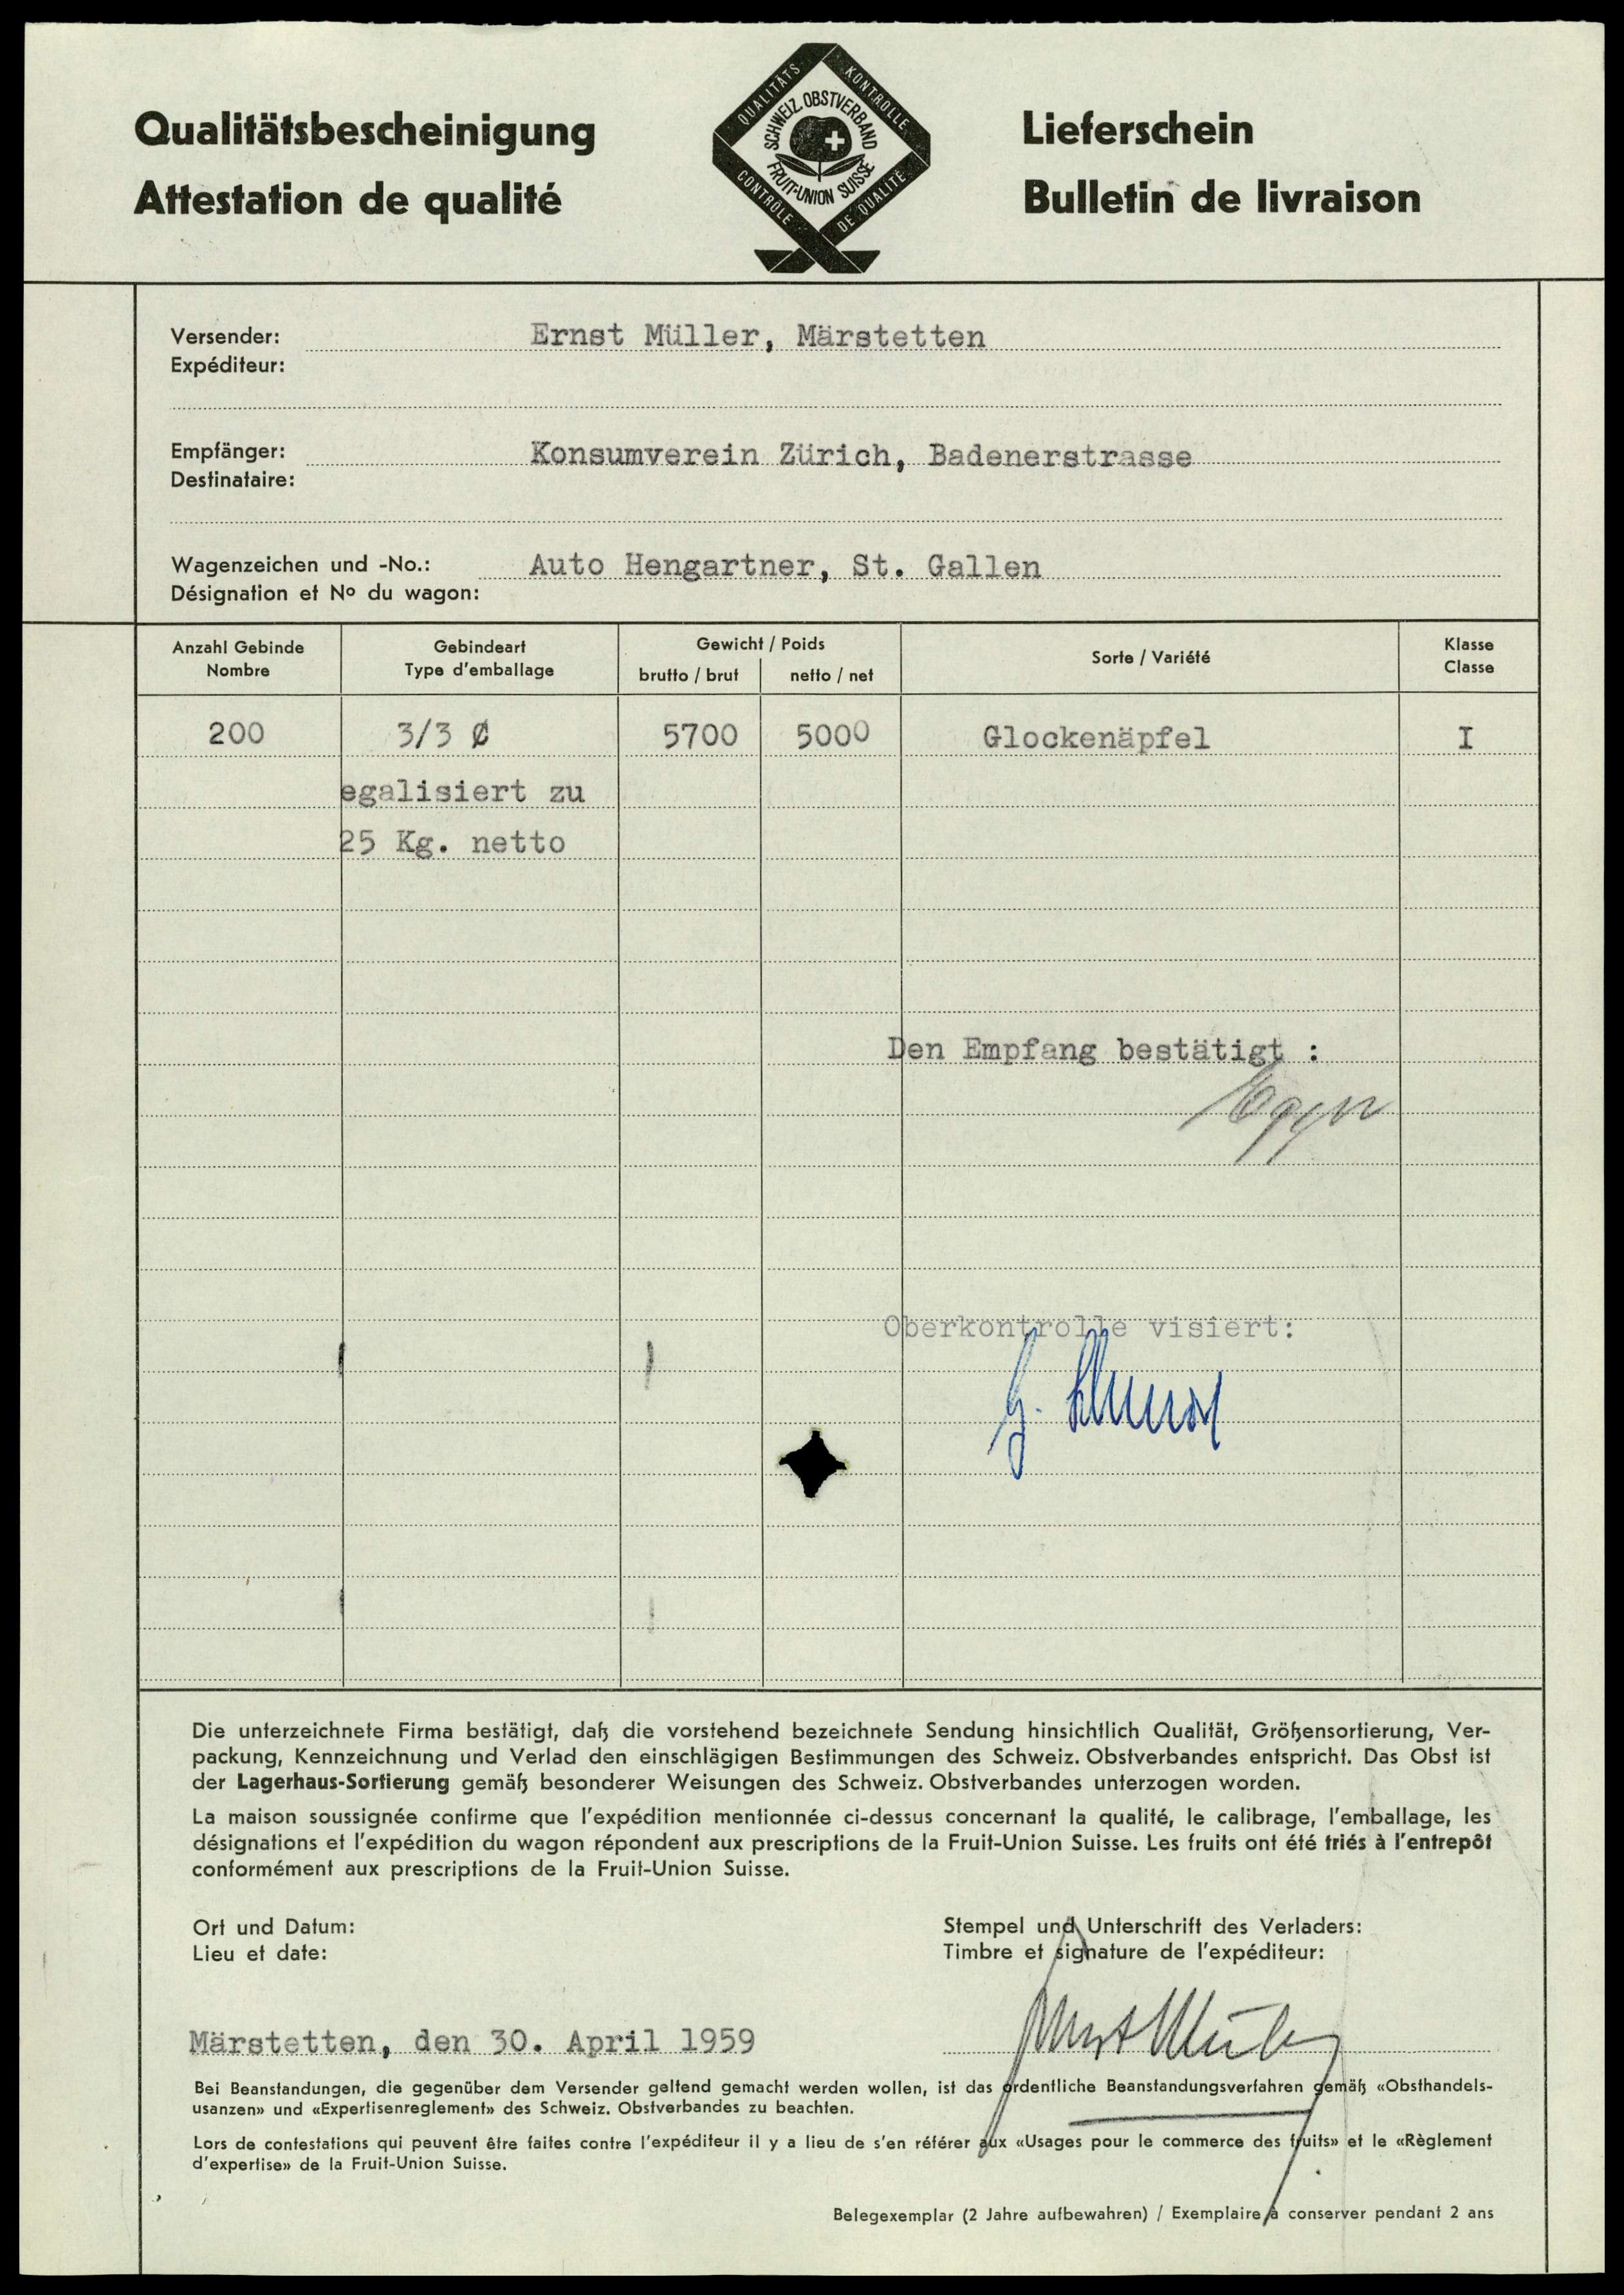 Qualitätsbescheinigung
Attestation de qualité
QUALITÄTS KONTROLLE
SCHWEIZ. OBSTVERBAND
FRUIT-UNION SUISSE
CONTRÔLE DE QUALITÉ
Lieferschein
Bulletin de livraison
Versender: Ernst Müller, Märstetten
Expéditeur:
Empfänger: Konsumverein Zürich, Badenerstrasse
Destinataire:
Wagenzeichen und -No.: Auto Hengartner, St. Gallen
Désignation et Nº du wagon:
Anzahl Gebinde Gebindeart Gewicht / Poids Sorte / Variété Klasse
Nombre Type d'emballage brutto / brut netto / net Classe
200 3/3 ₡ 5700 5000 Glockenäpfel I
egalisiert zu
25 Kg. netto
Den Empfang bestätigt :
Oberkontrolle visiert:
Die unterzeichnete Firma bestätigt, daß die vorstehend bezeichnete Sendung hinsichtlich Qualität, Größensortierung, Ver-
packung, Kennzeichnung und Verlad den einschlägigen Bestimmungen des Schweiz. Obstverbandes entspricht. Das Obst ist
der Lagerhaus-Sortierung gemäß besonderer Weisungen des Schweiz. Obstverbandes unterzogen worden.
La maison soussignée confirme que l'expédition mentionnée ci-dessus concernant la qualité, le calibrage, l'emballage, les
désignations et l'expédition du wagon répondent aux prescriptions de la Fruit-Union Suisse. Les fruits ont été triés à l'entrepôt
conformément aux prescriptions de la Fruit-Union Suisse.
Ort und Datum:
Lieu et date:
Stempel und Unterschrift des Verladers:
Timbre et signature de l'expéditeur:
Märstetten, den 30. April 1959
Ernst Müller
Bei Beanstandungen, die gegenüber dem Versender geltend gemacht werden wollen, ist das ordentliche Beanstandungsverfahren gemäß «Obsthandels-
usanzen» und «Expertisenreglement» des Schweiz. Obstverbandes zu beachten.
Lors de contestations qui peuvent être faites contre l'expéditeur il y a lieu de s'en référer aux «Usages pour le commerce des fruits» et le «Règlement
d'expertise» de la Fruit-Union Suisse.
Belegexemplar (2 Jahre aufbewahren) / Exemplaire à conserver pendant 2 ans